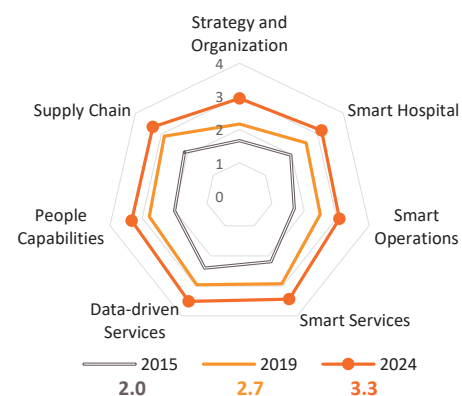 Strategy and
Organization
4
3
2
1
0
Supply Chain
Smart Hospital
People
Capabilities
Smart
Operations
Data-driven
Services
Smart Services
2015 2019 2024
2.0 2.7 3.3